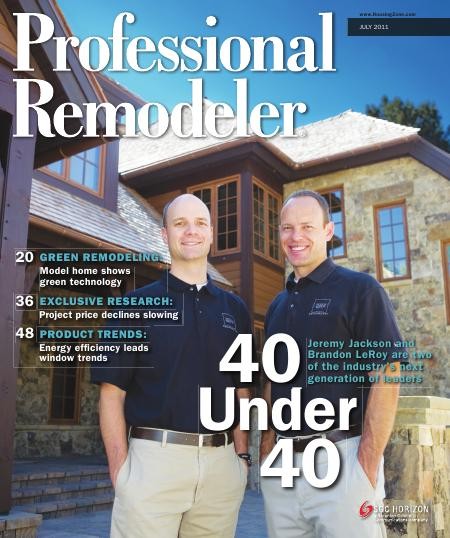 www.HousingZone.com
JULY 2011
Professional
Remodeler®
20 GREEN REMODELING:
Model home shows
green technology
36 EXCLUSIVE RESEARCH:
Project price declines slowing
48 PRODUCT TRENDS:
Energy efficiency leads
window trends
40
Under
40
Jeremy Jackson and
Brandon LeRoy are two
of the industry's next
generation of leaders
SGC HORIZON